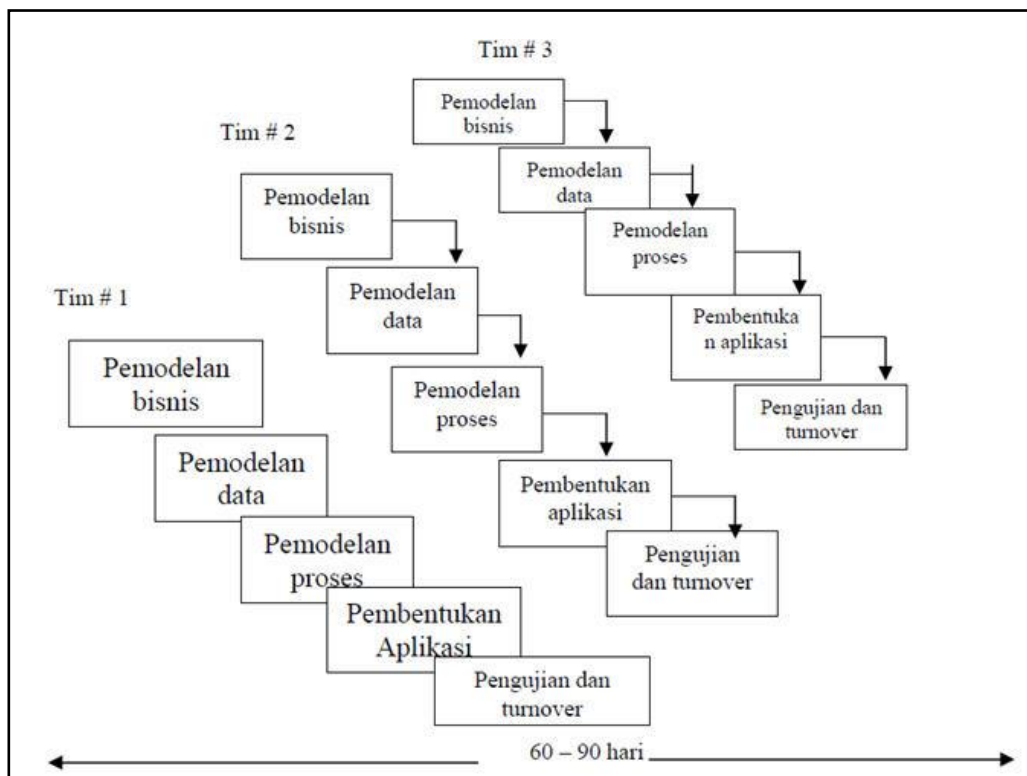 Tim # 3
Pemodelan
bisnis
Pemodelan
data
Pemodelan
proses
Pembentuka
n aplikasi
Pengujian dan
turnover
Tim # 2
Pemodelan
bisnis
Pemodelan
data
Pemodelan
proses
Pembentukan
aplikasi
Pengujian
dan turnover
Tim # 1
Pemodelan
bisnis
Pemodelan
data
Pemodelan
proses
Pembentukan
Aplikasi
Pengujian dan
turnover
60 – 90 hari